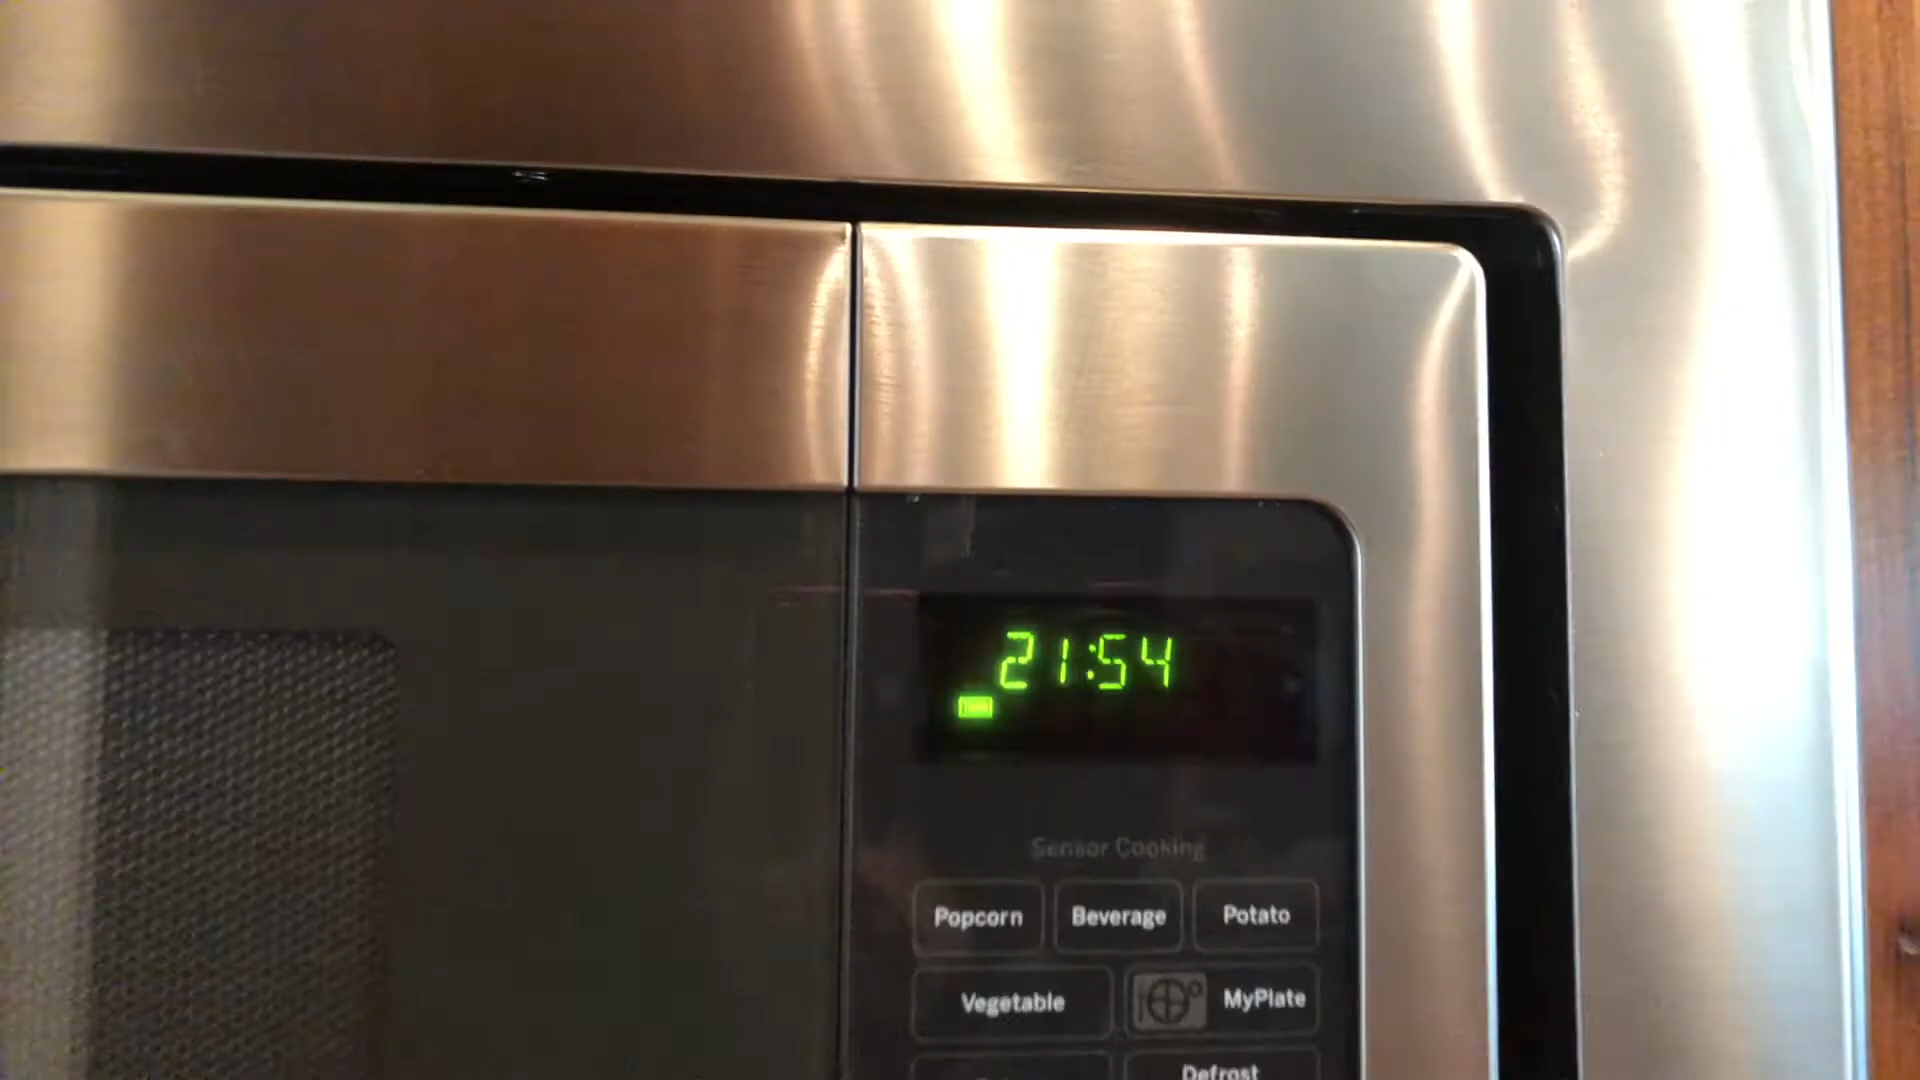 21:54
Sensor Cooking
Popcorn Beverage Potato
Vegetable MyPlate
Defrost